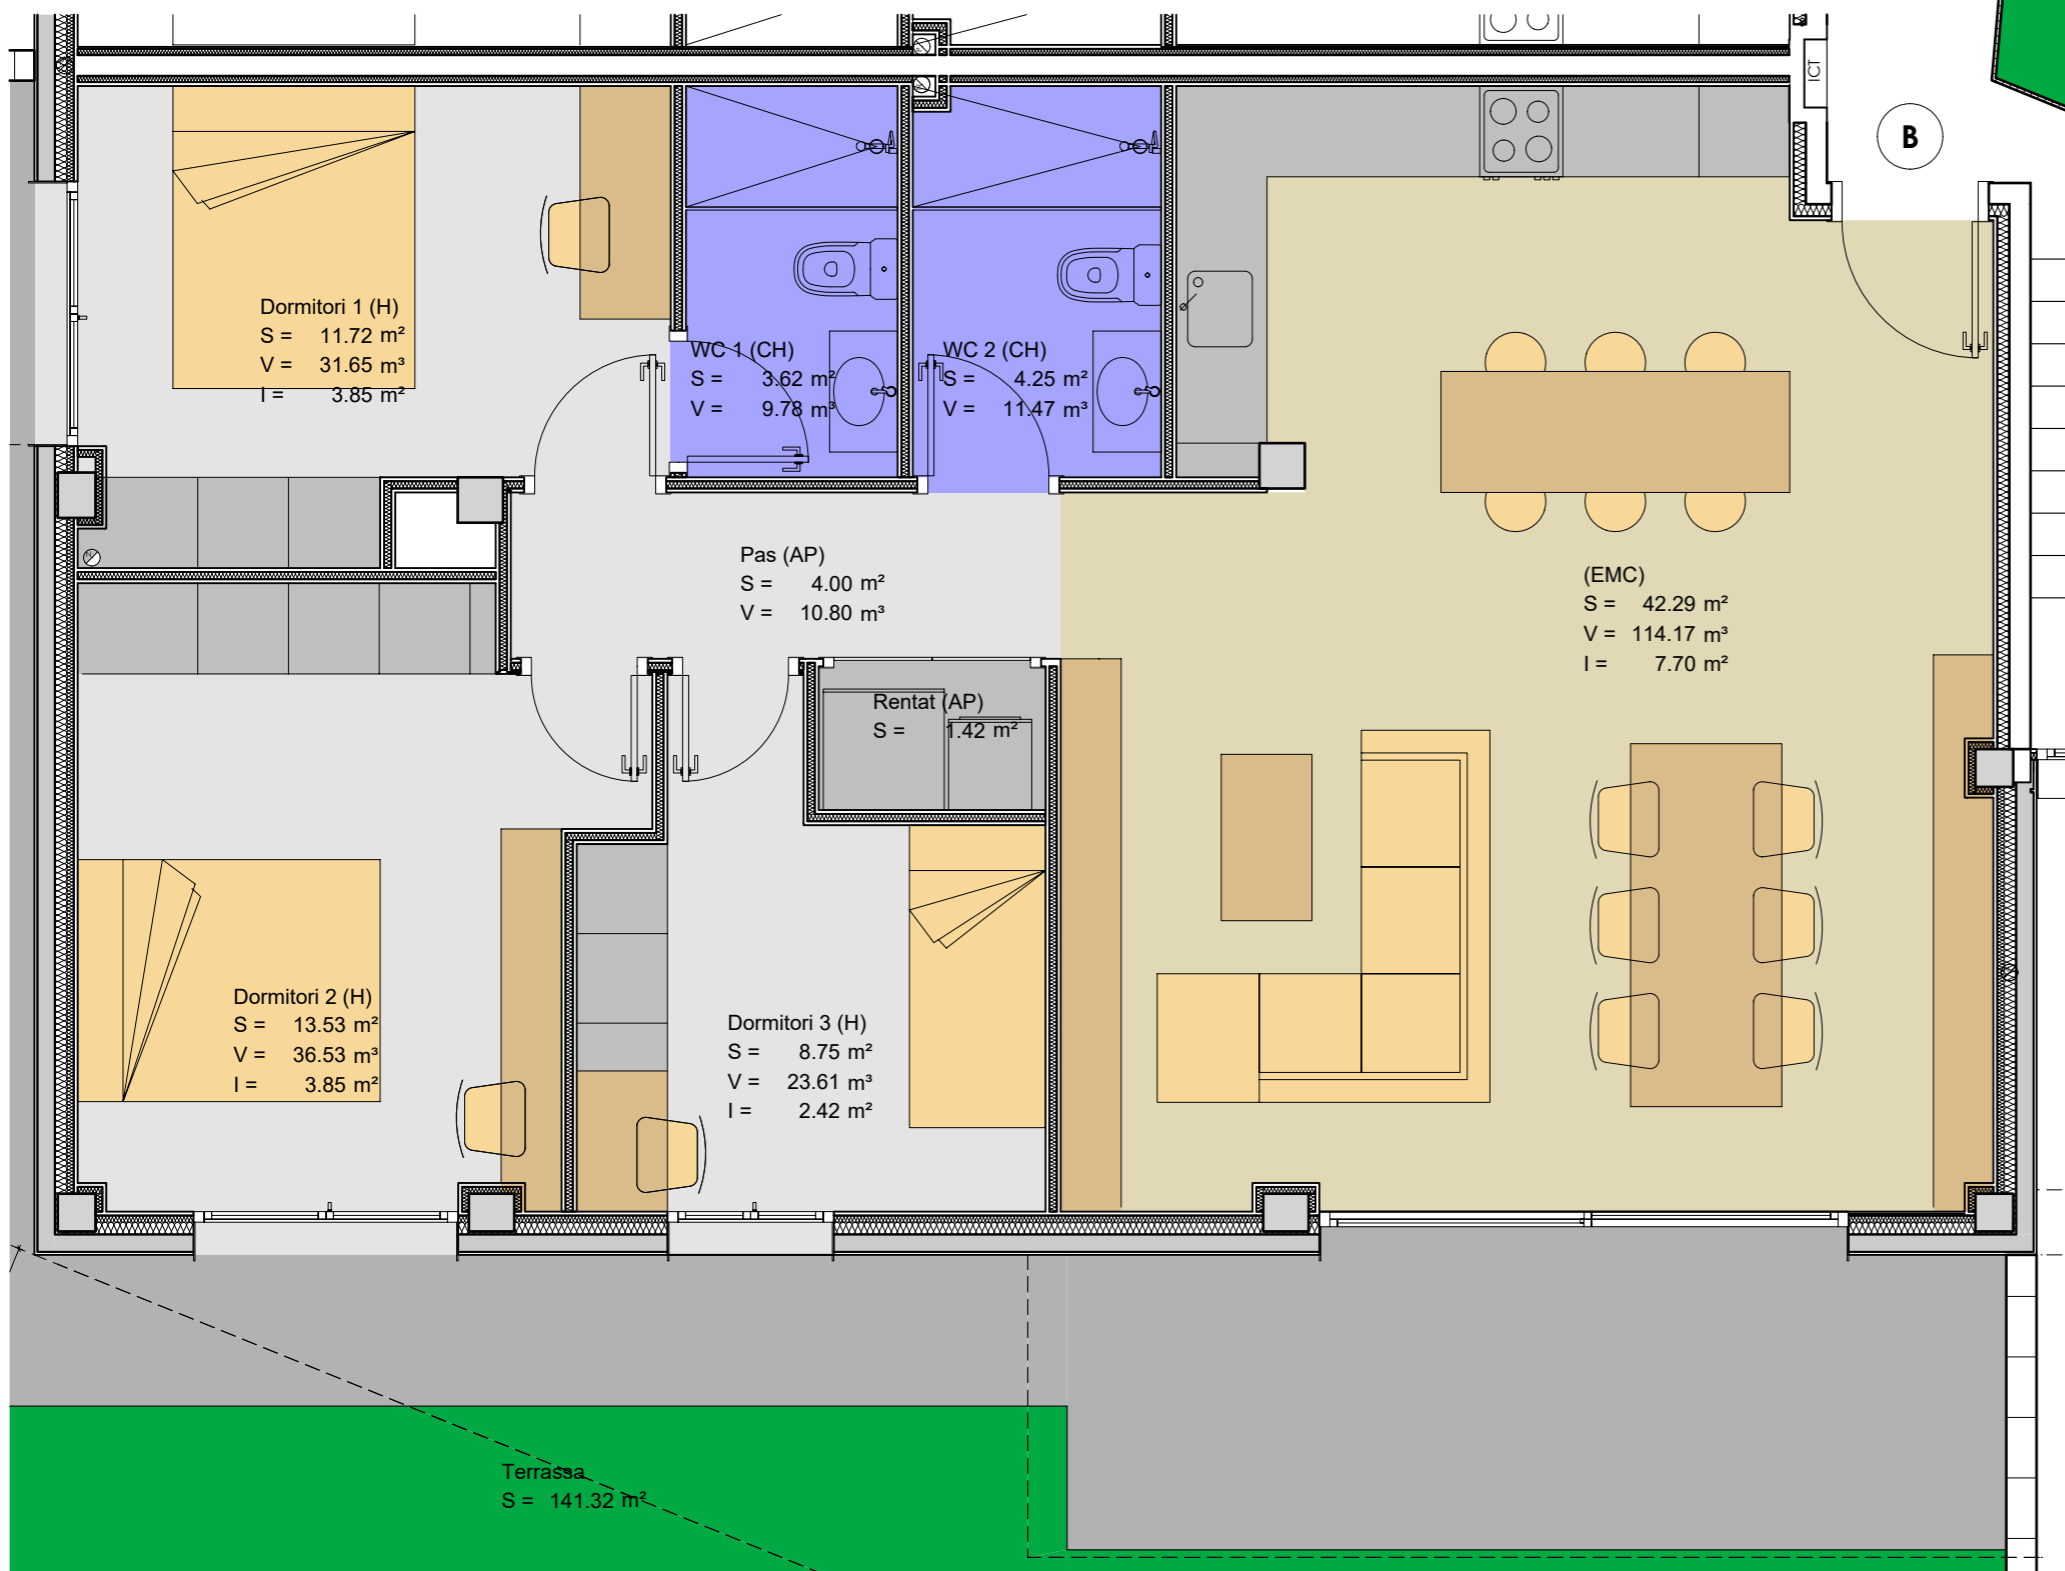 ICT
B
Dormitori 1 (H)
S = 11.72 m²
V = 31.65 m³
I = 3.85 m²
WC 1 (CH)
S = 3.62 m²
V = 9.78 m³
WC 2 (CH)
S = 4.25 m²
V = 11.47 m³
Pas (AP)
S = 4.00 m²
V = 10.80 m³
(EMC)
S = 42.29 m²
V = 114.17 m³
I = 7.70 m²
Rentat (AP)
S = 1.42 m²
Dormitori 2 (H)
S = 13.53 m²
V = 36.53 m³
I = 3.85 m²
Dormitori 3 (H)
S = 8.75 m²
V = 23.61 m³
I = 2.42 m²
Terrassa
S = 141.32 m²